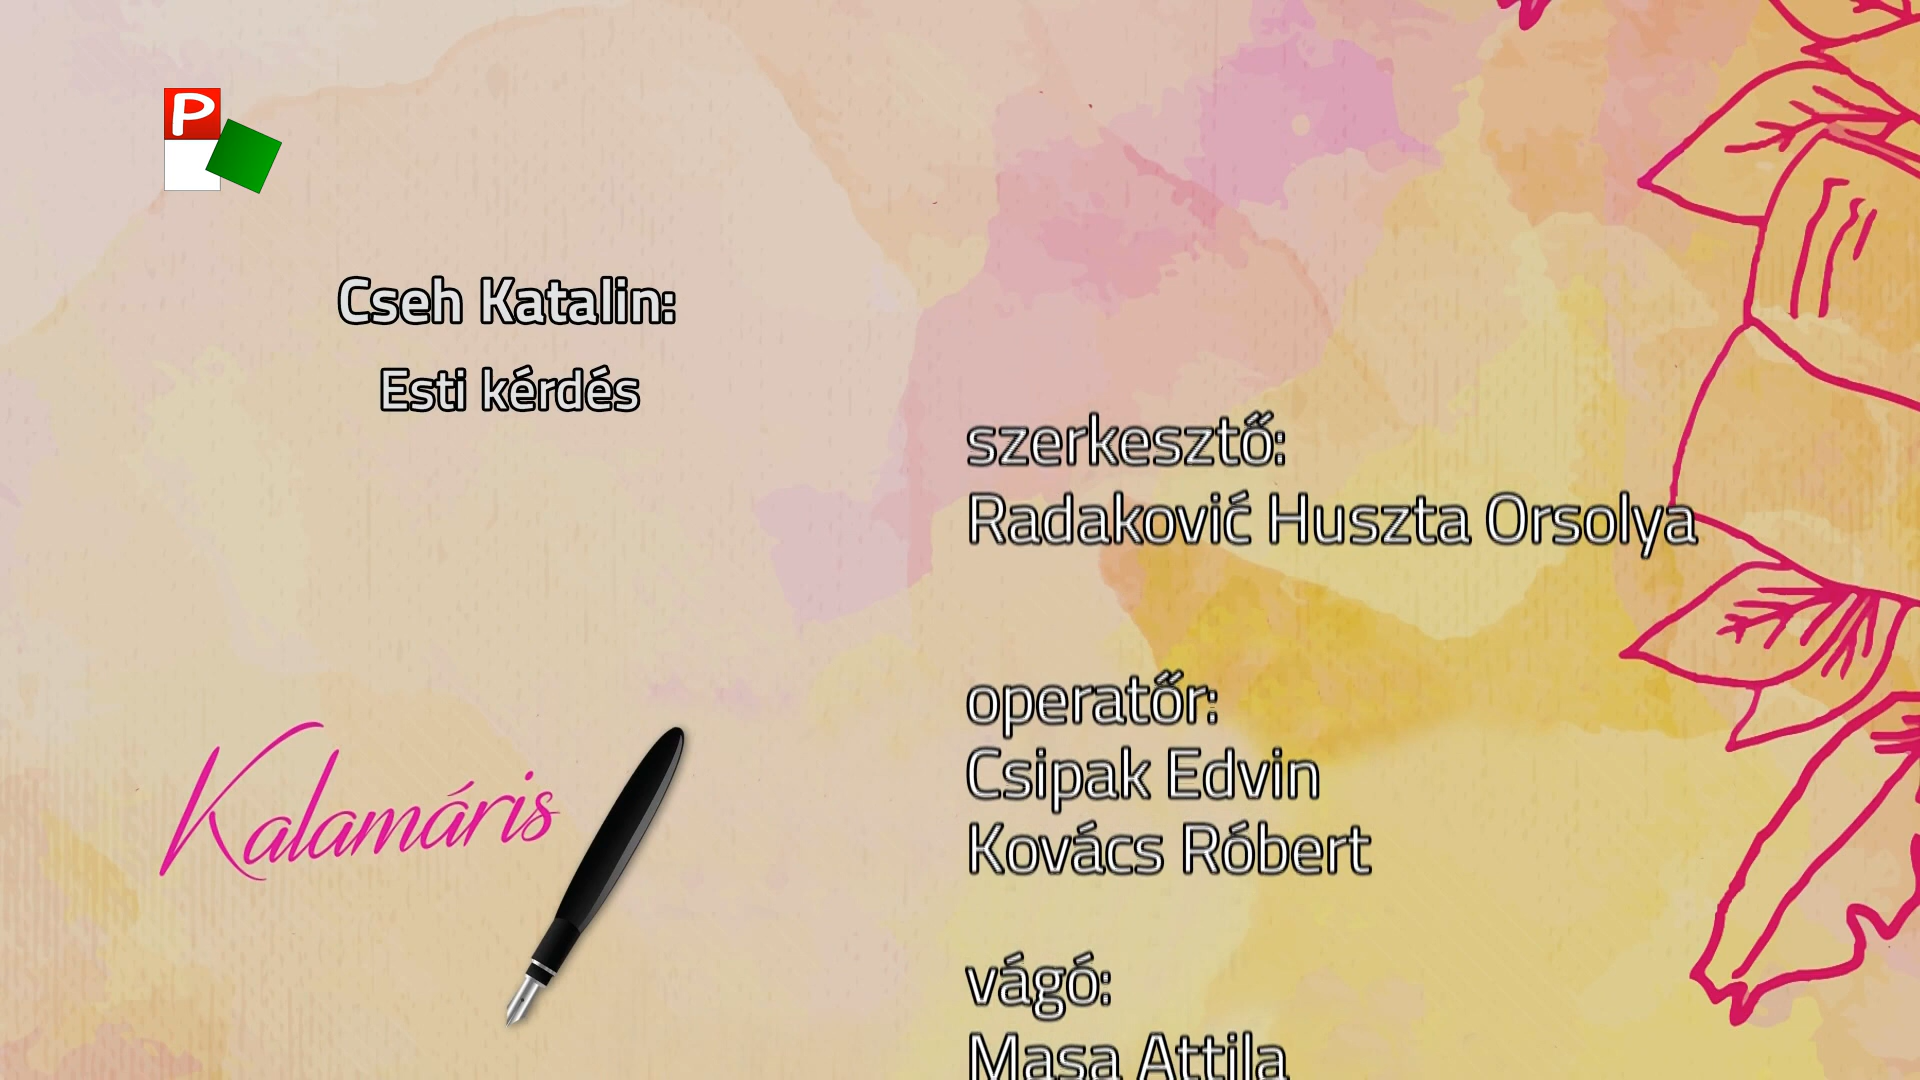 P
Cseh Katalin:
Esti kérdés
szerkesztő:
Radaković Huszta Orsolya
operatőr:
Csipak Edvin
Kovács Róbert
vágó:
Masa Attila
Kalamáris